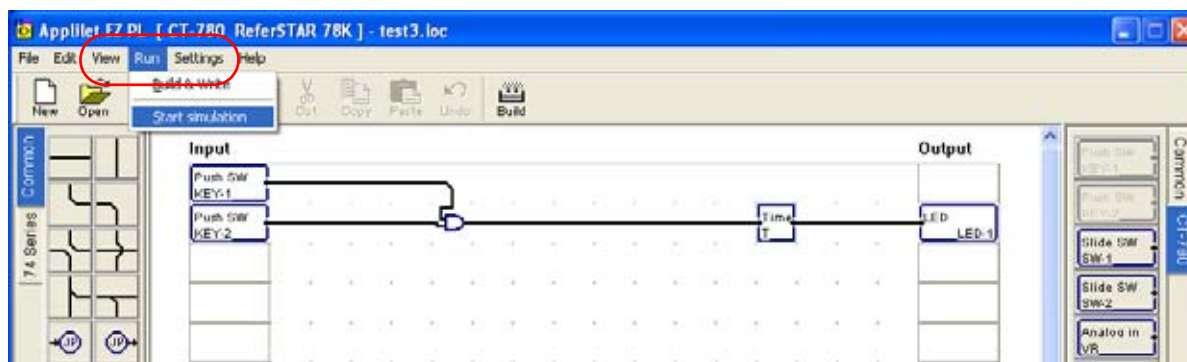 Applilet EZ PL [ CT-780 ReferSTAR 78K ] - test3.loc
File Edit View Run Settings Help
Build & Write
Start simulation
New Open Cut Copy Paste Undo Build
Input Output
Common
74 Series
Push SW
KEY-1
Push SW
KEY-2
Time
T
LED
LED-1
JP JP
Push SW
KEY-1
Push SW
KEY-2
Slide SW
SW-1
Slide SW
SW-2
Analog in
VR
Common
CT-780